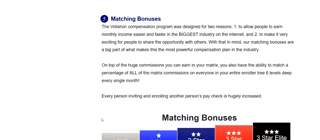 2 Matching Bonuses
The Votishon compensation program was designed for two reasons: 1. to allow people to earn
monthly income easier and faster in the BIGGEST industry on the internet, and 2. to make it very
exciting for people to share the opportunity with others. With that in mind, our matching bonuses are
a big part of what makes this the most powerful compensation plan in the industry
On top of the huge commissions you can earn in your matrix, you also have the ability to match a
percentage of ALL of the matrix commissions on everyone in your entire enroller tree 6 levels deep
every single month!
Every person inviting and enrolling another person's pay check is hugely increased.
Matching Bonuses
3 Star
3 Star Elite